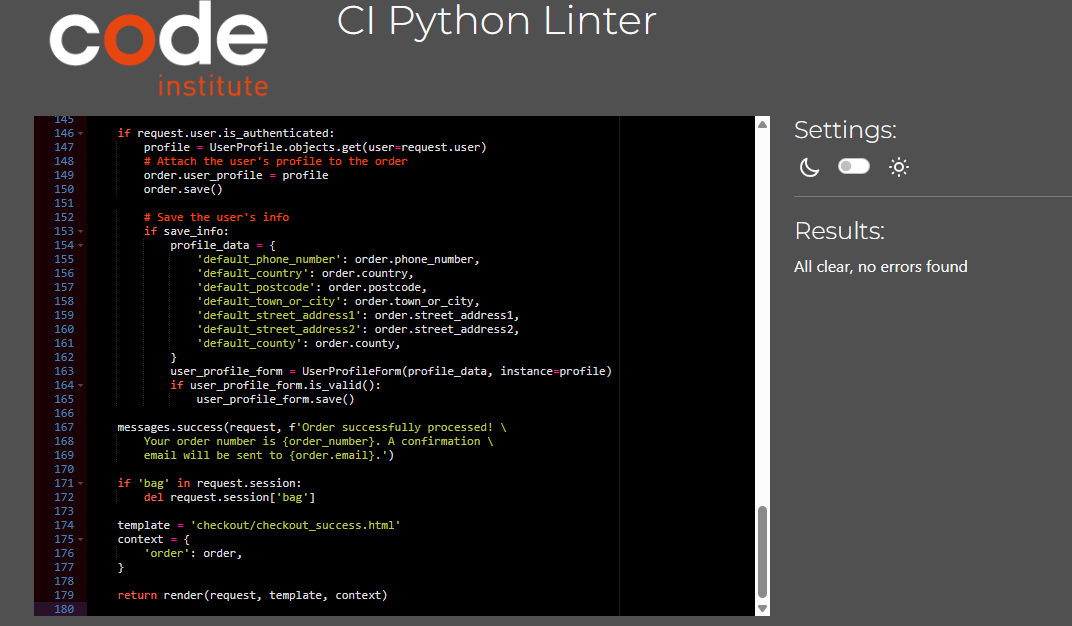 code
institute
CI Python Linter
145
146 if request.user.is_authenticated:
147 profile = UserProfile.objects.get(user=request.user)
148 # Attach the user's profile to the order
149 order.user_profile = profile
150 order.save()
151
152 # Save the user's info
153 if save_info:
154 profile_data = {
155 'default_phone_number': order.phone_number,
156 'default_country': order.country,
157 'default_postcode': order.postcode,
158 'default_town_or_city': order.town_or_city,
159 'default_street_address1': order.street_address1,
160 'default_street_address2': order.street_address2,
161 'default_county': order.county,
162 }
163 user_profile_form = UserProfileForm(profile_data, instance=profile)
164 if user_profile_form.is_valid():
165 user_profile_form.save()
166
167 messages.success(request, f'Order successfully processed! \
168 Your order number is {order_number}. A confirmation \
169 email will be sent to {order.email}.')
170
171 if 'bag' in request.session:
172 del request.session['bag']
173
174 template = 'checkout/checkout_success.html'
175 context = {
176 'order': order,
177 }
178
179 return render(request, template, context)
180
Settings:
Results:
All clear, no errors found